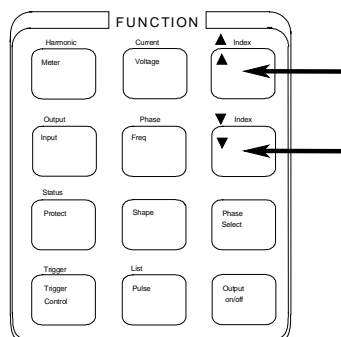 FUNCTION
Harmonic Current ▲ Index
Meter Voltage ▲
Output Phase ▼ Index
Input Freq ▼
Status
Protect Shape Phase
Select
Trigger List
Trigger Pulse Output
Control on/off